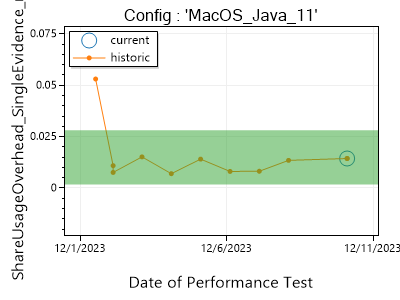 Config : 'MacOS_Java_11'
ShareUsageOverhead_SingleEvidence_
0.075
0.05
0.025
0
current
historic
12/1/2023
12/6/2023
12/11/2023
Date of Performance Test